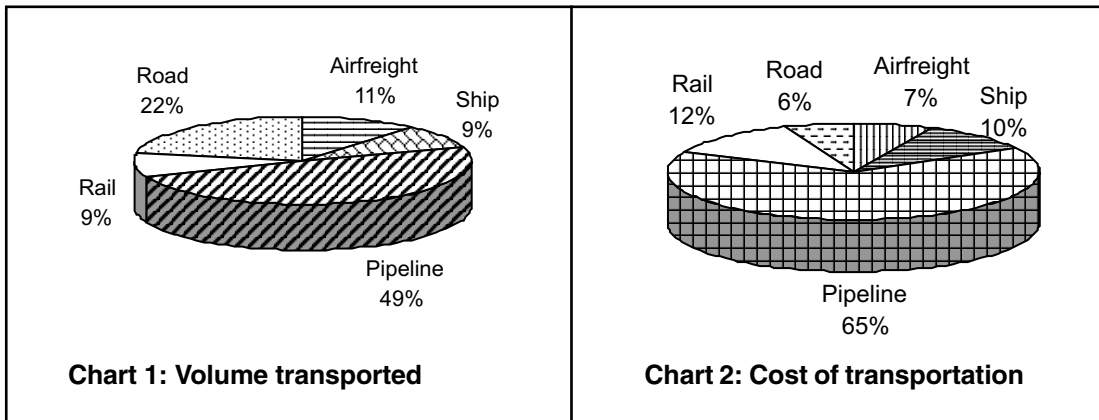 Road
22%
Airfreight
11%
Ship
9%
Rail
9%
Pipeline
49%
Chart 1: Volume transported
Rail
12%
Road
6%
Airfreight
7%
Ship
10%
Pipeline
65%
Chart 2: Cost of transportation